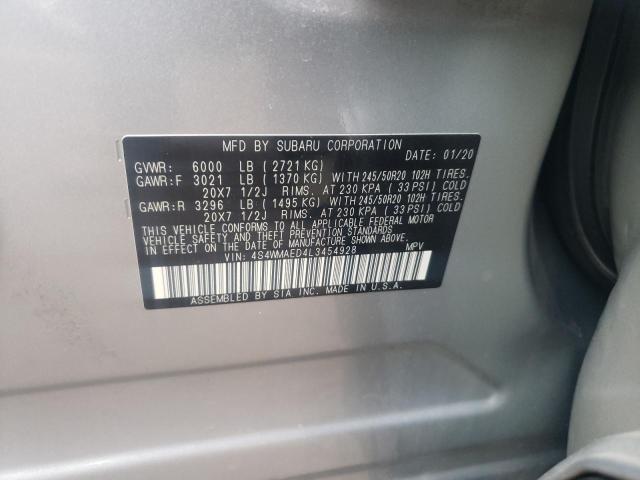 MFD BY SUBARU CORPORATION DATE: 01/20
GVWR: 6000 LB ( 2721 KG)
GAWR:F 3021 LB ( 1370 KG) WITH 245/50R20 102H TIRES.
20X7 1/2J RIMS. AT 230 KPA ( 33 PSI) COLD
GAWR:R 3296 LB ( 1495 KG) WITH 245/50R20 102H TIRES.
20X7 1/2J RIMS. AT 230 KPA ( 33 PSI) COLD
THIS VEHICLE CONFORMS TO ALL APPLICABLE FEDERAL MOTOR
VEHICLE SAFETY AND BUMPER STANDARDS
IN EFFECT ON THE DATE OF MANUFACTURE SHOWN ABOVE.
VIN: 4S4WMAED4L3454928 MPV
ASSEMBLED BY SIA INC. MADE IN U.S.A.